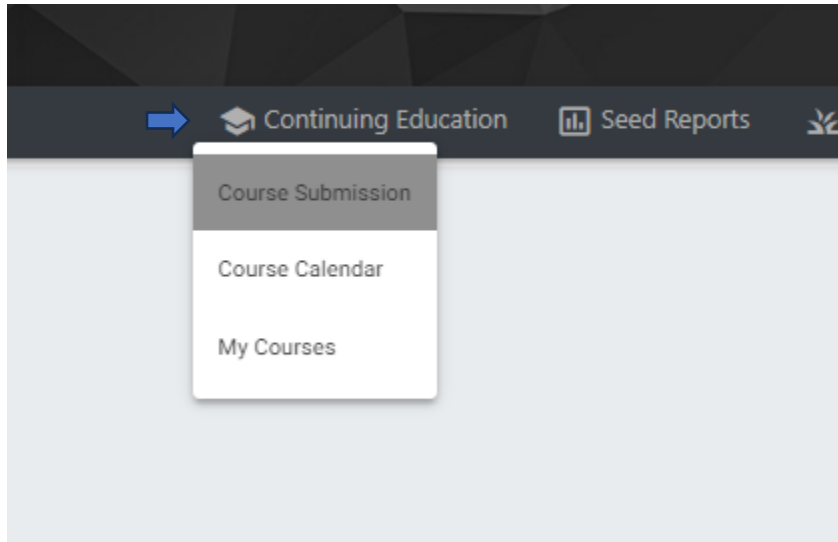 Continuing Education
Seed Reports
Course Submission
Course Calendar
My Courses